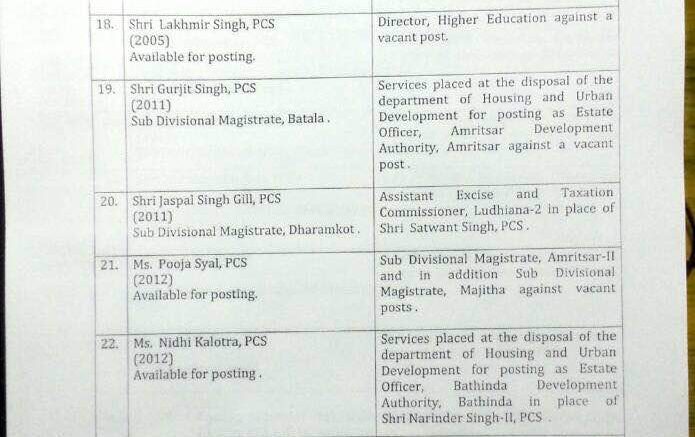 18. Shri Lakhmir Singh, PCS
(2005)
Available for posting.
Director, Higher Education against a
vacant post.
19. Shri Gurjit Singh, PCS
(2011)
Sub Divisional Magistrate, Batala .
Services placed at the disposal of the
department of Housing and Urban
Development for posting as Estate
Officer, Amritsar Development
Authority, Amritsar against a vacant
post .
20. Shri Jaspal Singh Gill, PCS
(2011)
Sub Divisional Magistrate, Dharamkot .
Assistant Excise and Taxation
Commissioner, Ludhiana-2 in place of
Shri Satwant Singh, PCS .
21. Ms. Pooja Syal, PCS
(2012)
Available for posting.
Sub Divisional Magistrate, Amritsar-II
and in addition Sub Divisional
Magistrate, Majitha against vacant
posts .
22. Ms. Nidhi Kalotra, PCS
(2012)
Available for posting .
Services placed at the disposal of the
department of Housing and Urban
Development for posting as Estate
Officer, Bathinda Development
Authority, Bathinda in place of
Shri Narinder Singh-II, PCS .